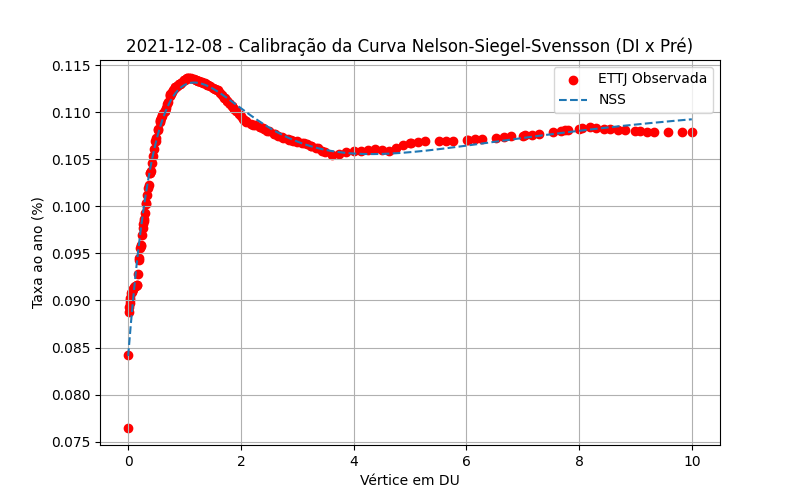 2021-12-08 - Calibração da Curva Nelson-Siegel-Svensson (DI x Pré)
0.115
0.110
0.105
0.100
0.095
0.090
0.085
0.080
0.075
Taxa ao ano (%)
ETTJ Observada
NSS
0 2 4 6 8 10
Vértice em DU